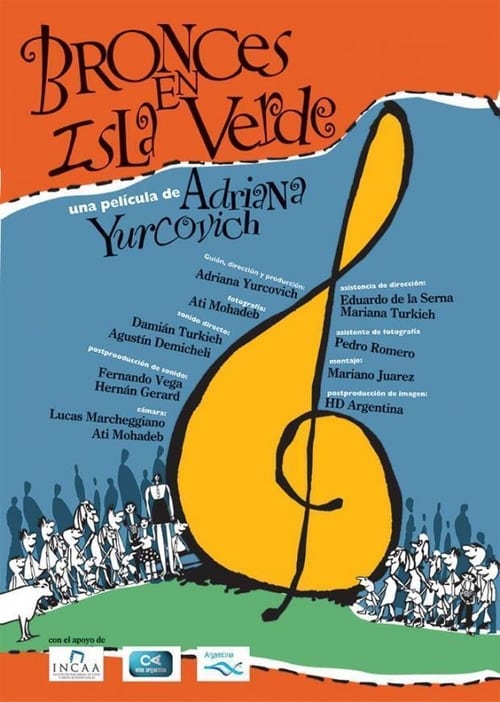 BRONCES
EN
ISLA VERDE
una película de ADRIANA
YURCOVICH
Guión, dirección y producción:
Adriana Yurcovich
fotografía:
Ati Mohadeb
sonido directo:
Damián Turkieh
Agustín Demicheli
postproducción de sonido:
Fernando Vega
Hernán Gerard
cámara:
Lucas Marcheggiano
Ati Mohadeb
asistencia de dirección:
Eduardo de la Serna
Mariana Turkieh
asistente de fotografía
Pedro Romero
montaje:
Mariano Juarez
postproducción de imagen:
HD Argentina
con el apoyo de
INCAA
CA
Argentina